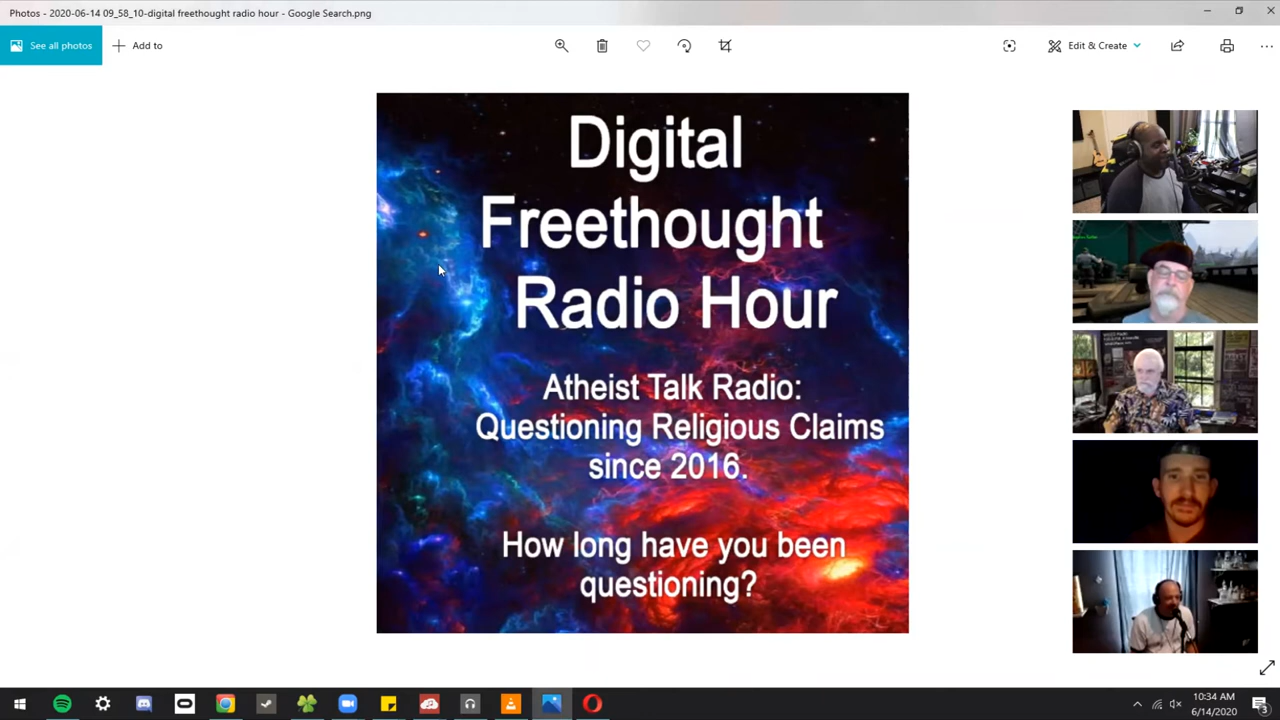 Photos - 2020-06-14 09_58_10-digital freethought radio hour - Google Search.png
See all photos
Add to
Edit & Create
Digital
Freethought
Radio Hour
Atheist Talk Radio:
Questioning Religious Claims
since 2016.
How long have you been
questioning?
10:34 AM
6/14/2020
3